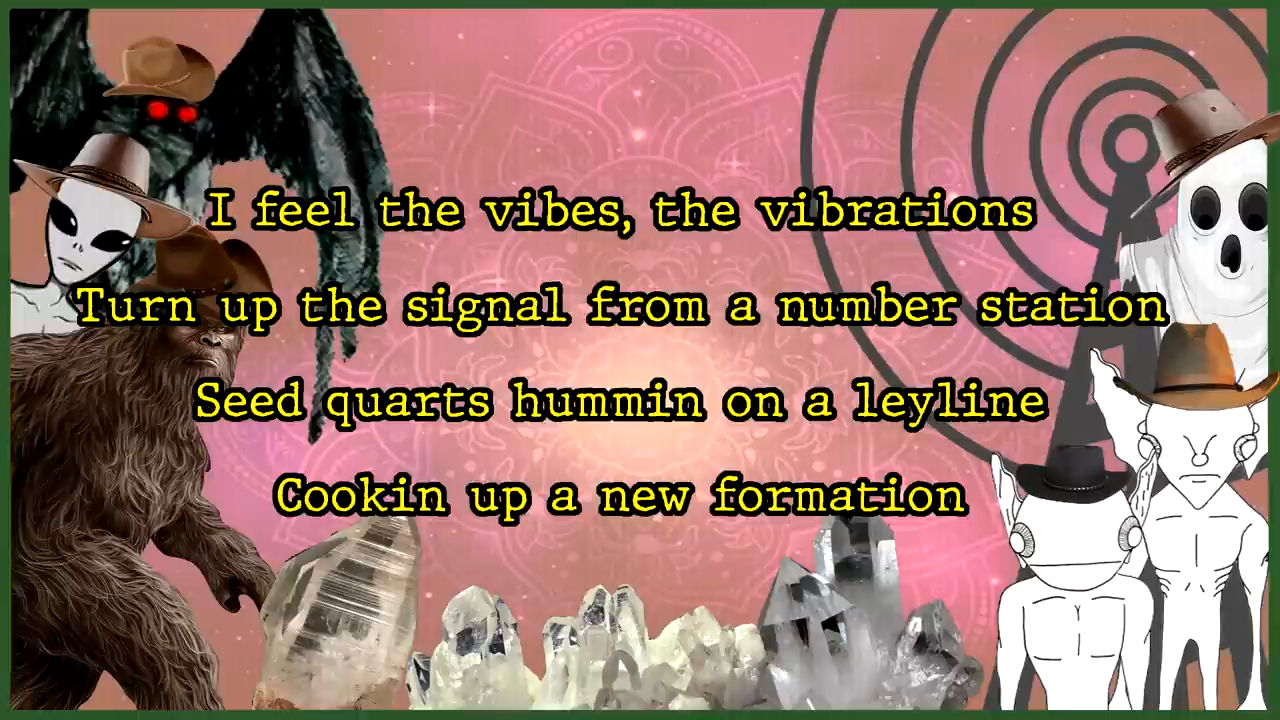 I feel the vibes, the vibrations
Turn up the signal from a number station
Seed quarts hummin on a leyline
Cookin up a new formation